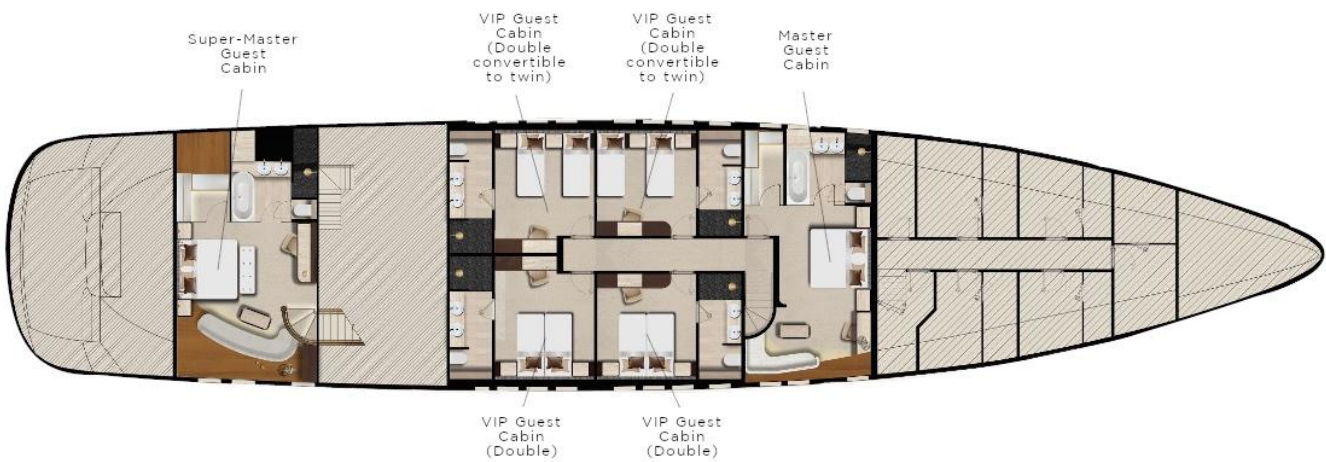 Super-Master
Guest
Cabin
VIP Guest
Cabin
(Double
convertible
to twin)
VIP Guest
Cabin
(Double
convertible
to twin)
Master
Guest
Cabin
VIP Guest
Cabin
(Double)
VIP Guest
Cabin
(Double)